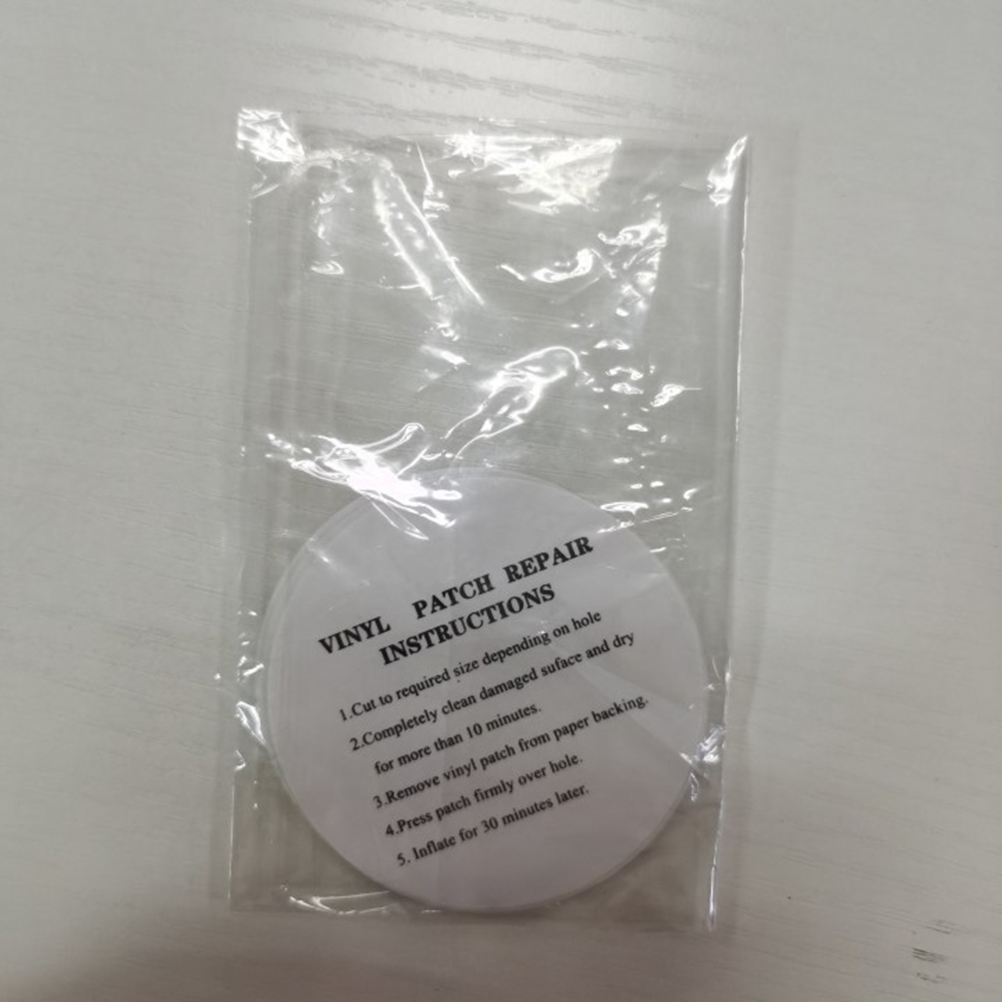 VINYL PATCH REPAIR
INSTRUCTIONS
1.Cut to required size depending on hole
2.Completely clean damaged suface and dry
for more than 10 minutes.
3.Remove vinyl patch from paper backing.
4.Press patch firmly over hole.
5. Inflate for 30 minutes later.